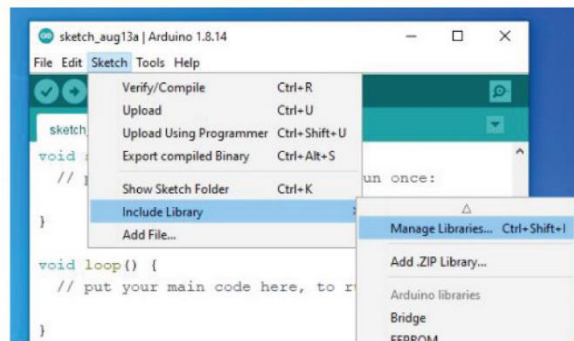 sketch_aug13a | Arduino 1.8.14
File Edit Sketch Tools Help
Verify/Compile Ctrl+R
Upload Ctrl+U
Upload Using Programmer Ctrl+Shift+U
Export compiled Binary Ctrl+Alt+S
Show Sketch Folder Ctrl+K
Include Library
Add File...
Manage Libraries... Ctrl+Shift+I
Add .ZIP Library...
Arduino libraries
Bridge
EEPROM
sketch_
void
// un once:
}
void loop() {
// put your main code here, to
}